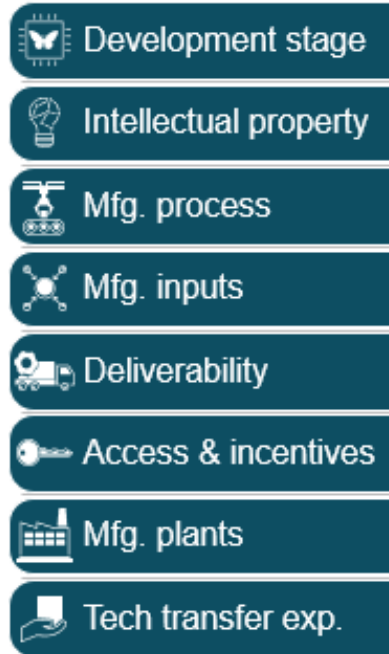 Development stage
Intellectual property
Mfg. process
Mfg. inputs
Deliverability
Access & incentives
Mfg. plants
Tech transfer exp.